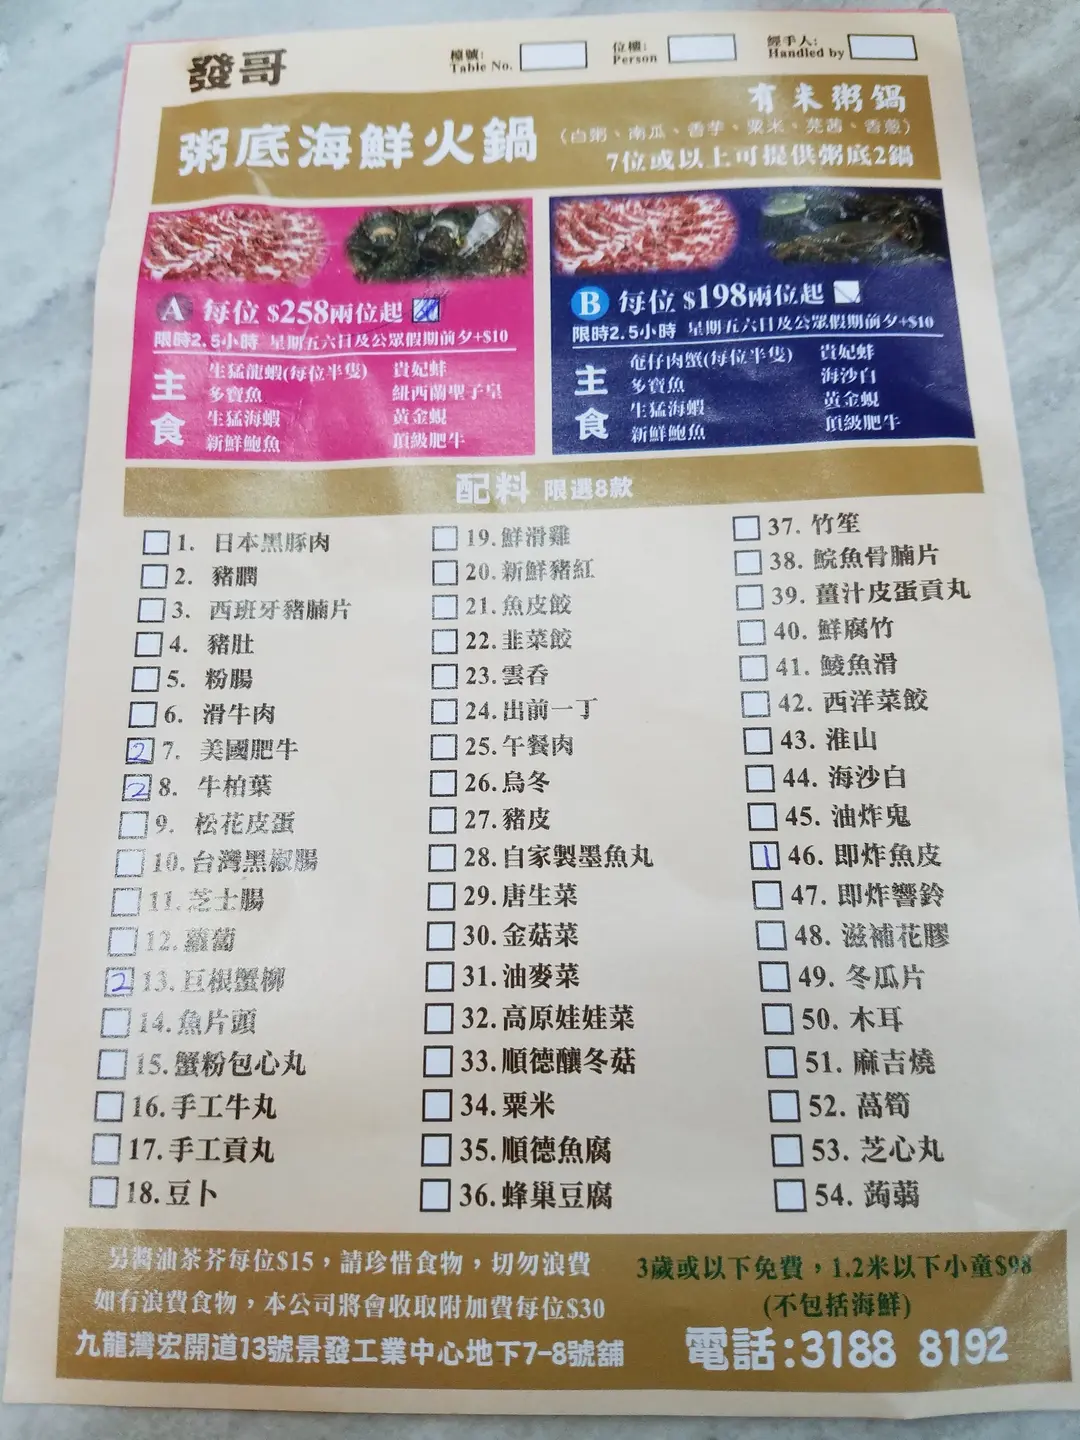 發哥
檯號:
Table No.
位樓:
Person
經手人:
Handled by
粥底海鮮火鍋
有米粥鍋
(白粥、南瓜、香芋、粟米、芫茜、香蔥)
7位或以上可提供粥底2鍋
A 每位 $258兩位起
限時2.5小時 星期五六日及公眾假期前夕+$10
主食
生猛龍蝦(每位半隻) 貴妃蚌
多寶魚 紐西蘭聖子皇
生猛海蝦 黃金蜆
新鮮鮑魚 頂級肥牛
B 每位 $198兩位起
限時2.5小時 星期五六日及公眾假期前夕+$10
主食
奄仔肉蟹(每位半隻) 貴妃蚌
多寶魚 海沙白
生猛海蝦 黃金蜆
新鮮鮑魚 頂級肥牛
配料 限選8款
1. 日本黑豚肉
2. 豬膶
3. 西班牙豬腩片
4. 豬肚
5. 粉腸
6. 滑牛肉
2 7. 美國肥牛
2 8. 牛柏葉
9. 松花皮蛋
10. 台灣黑椒腸
11. 芝士腸
12. 蘿蔔
2 13. 巨根蟹柳
14. 魚片頭
15. 蟹粉包心丸
16. 手工牛丸
17. 手工貢丸
18. 豆卜
19. 鮮滑雞
20. 新鮮豬紅
21. 魚皮餃
22. 韭菜餃
23. 雲吞
24. 出前一丁
25. 午餐肉
26. 烏冬
27. 豬皮
28. 自家製墨魚丸
29. 唐生菜
30. 金菇菜
31. 油麥菜
32. 高原娃娃菜
33. 順德釀冬菇
34. 粟米
35. 順德魚腐
36. 蜂巢豆腐
37. 竹笙
38. 鯇魚骨腩片
39. 薑汁皮蛋貢丸
40. 鮮腐竹
41. 鯪魚滑
42. 西洋菜餃
43. 淮山
44. 海沙白
45. 油炸鬼
1 46. 即炸魚皮
47. 即炸響鈴
48. 滋補花膠
49. 冬瓜片
50. 木耳
51. 麻吉燒
52. 萵筍
53. 芝心丸
54. 蒟蒻
另醬油茶芥每位$15，請珍惜食物，切勿浪費
如有浪費食物，本公司將會收取附加費每位$30
九龍灣宏開道13號景發工業中心地下7-8號舖
3歲或以下免費，1.2米以下小童$98
(不包括海鮮)
電話:3188 8192